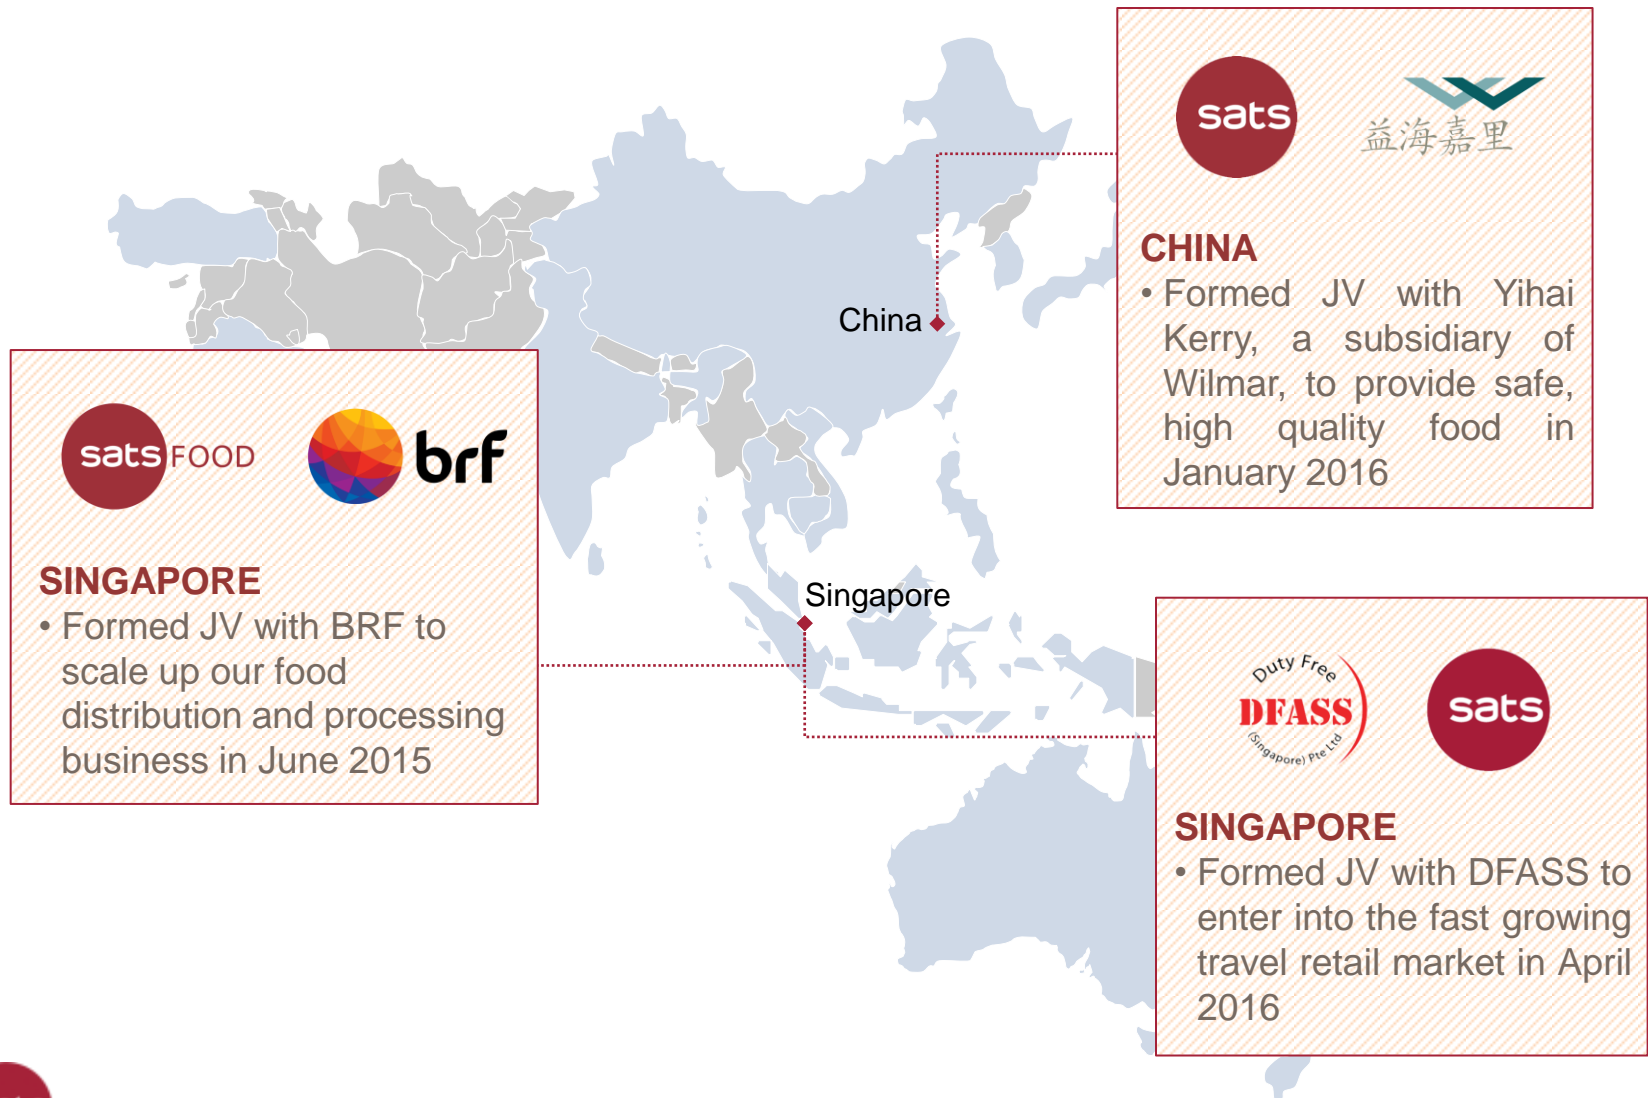 sats
益海嘉里
CHINA
• Formed JV with Yihai
Kerry, a subsidiary of
Wilmar, to provide safe,
high quality food in
January 2016
China
sats FOOD
brf
SINGAPORE
• Formed JV with BRF to
scale up our food
distribution and processing
business in June 2015
Singapore
Duty Free
DFASS
(Singapore) Pte Ltd
sats
SINGAPORE
• Formed JV with DFASS to
enter into the fast growing
travel retail market in April
2016